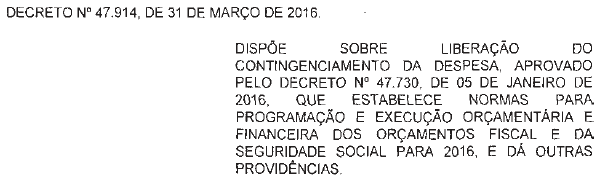 DECRETO Nº 47.914, DE 31 DE MARÇO DE 2016.
DISPÕE SOBRE LIBERAÇÃO DO
CONTINGENCIAMENTO DA DESPESA, APROVADO
PELO DECRETO Nº 47.730, DE 05 DE JANEIRO DE
2016, QUE ESTABELECE NORMAS PARA
PROGRAMAÇÃO E EXECUÇÃO ORÇAMENTÁRIA E
FINANCEIRA DOS ORÇAMENTOS FISCAL E DA
SEGURIDADE SOCIAL PARA 2016, E DÁ OUTRAS
PROVIDÊNCIAS.